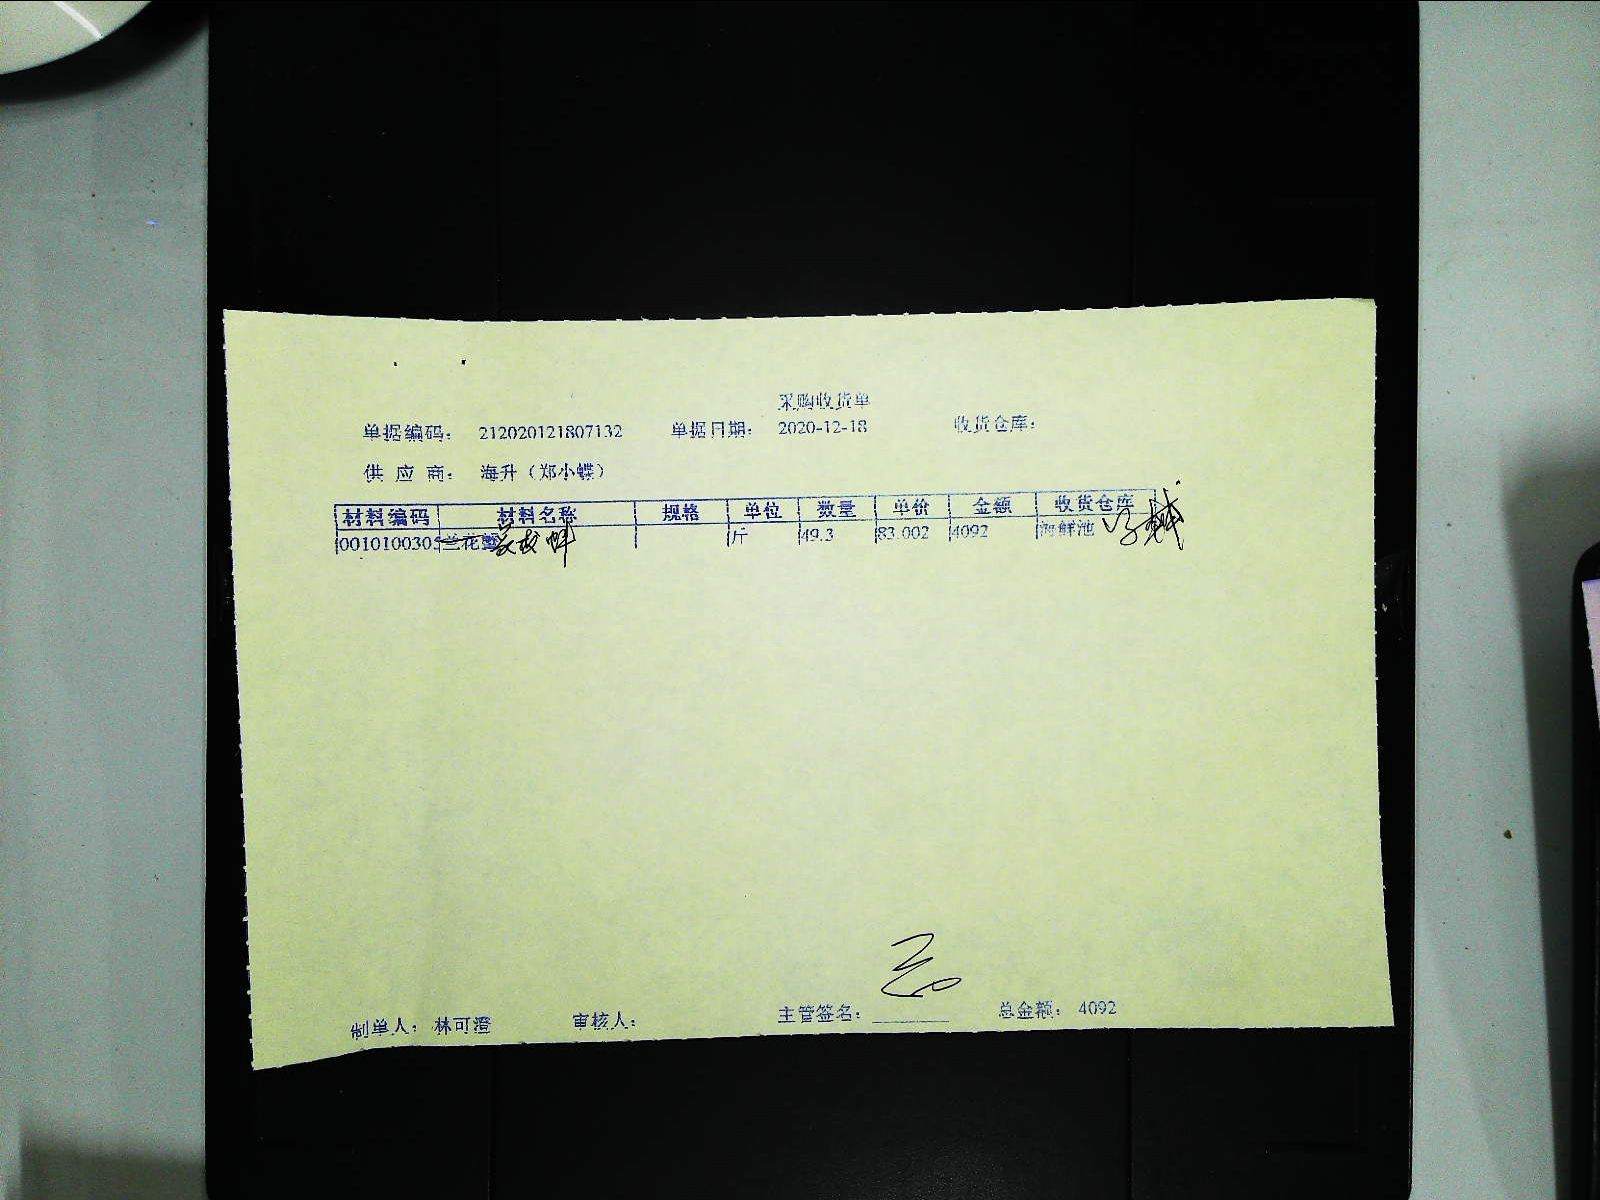 采购收货单
单据编码: 212020121807132 单据日期: 2020-12-18 收货仓库:
供 应 商: 海升（郑小蝶）
材料编码 材料名称 规格 单位 数量 单价 金额 收货仓库
0010100305 兰花蟹 斤 49.3 83.002 4092 海鲜池
制单人: 林可澄 审核人: 主管签名: 总金额: 4092